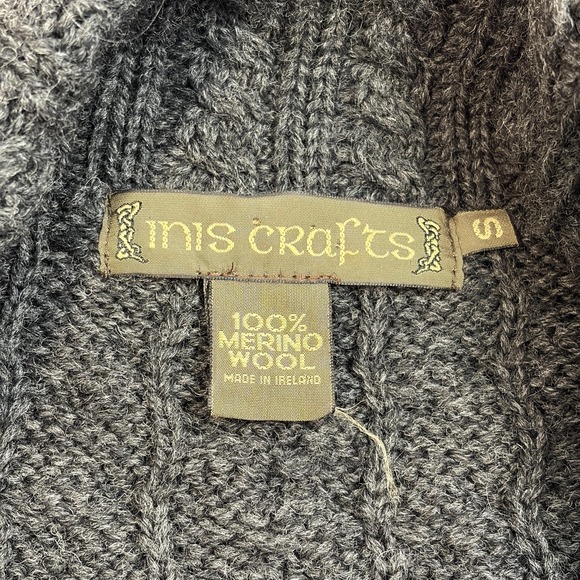 INIS CRAFTS
S
100%
MERINO
WOOL
MADE IN IRELAND